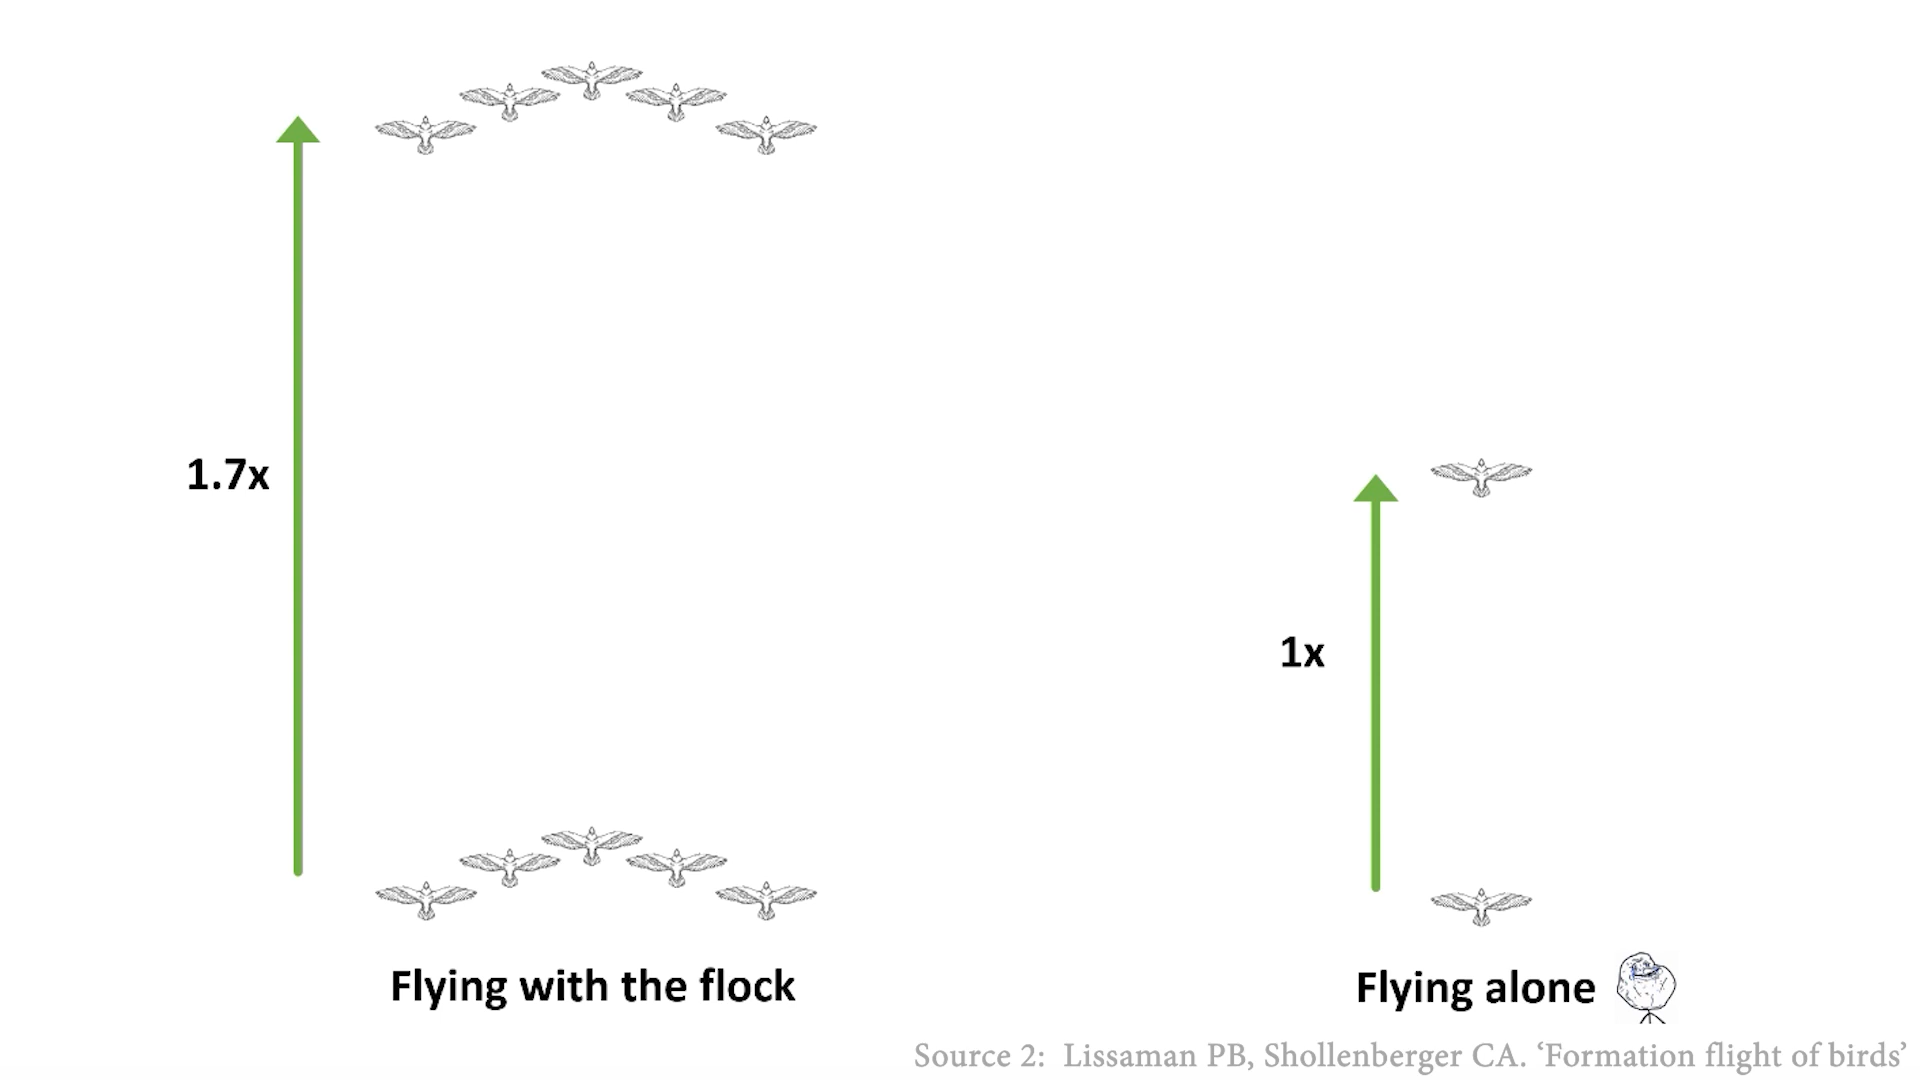 1.7x
1x
Flying with the flock
Flying alone
Source 2:  Lissaman PB, Shollenberger CA. ‘Formation flight of birds’